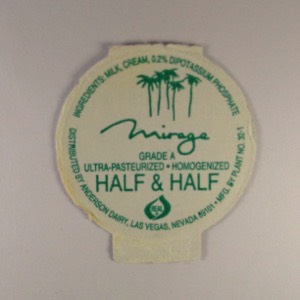 INGREDIENTS: MILK, CREAM, 0.2% DIPOTASSIUM PHOSPHATE
mirage
GRADE A
ULTRA-PASTEURIZED • HOMOGENIZED
HALF & HALF
REAL
DISTRIBUTED BY ANDERSON DAIRY, LAS VEGAS, NEVADA 89101 • MFG. BY PLANT NO. 32-1